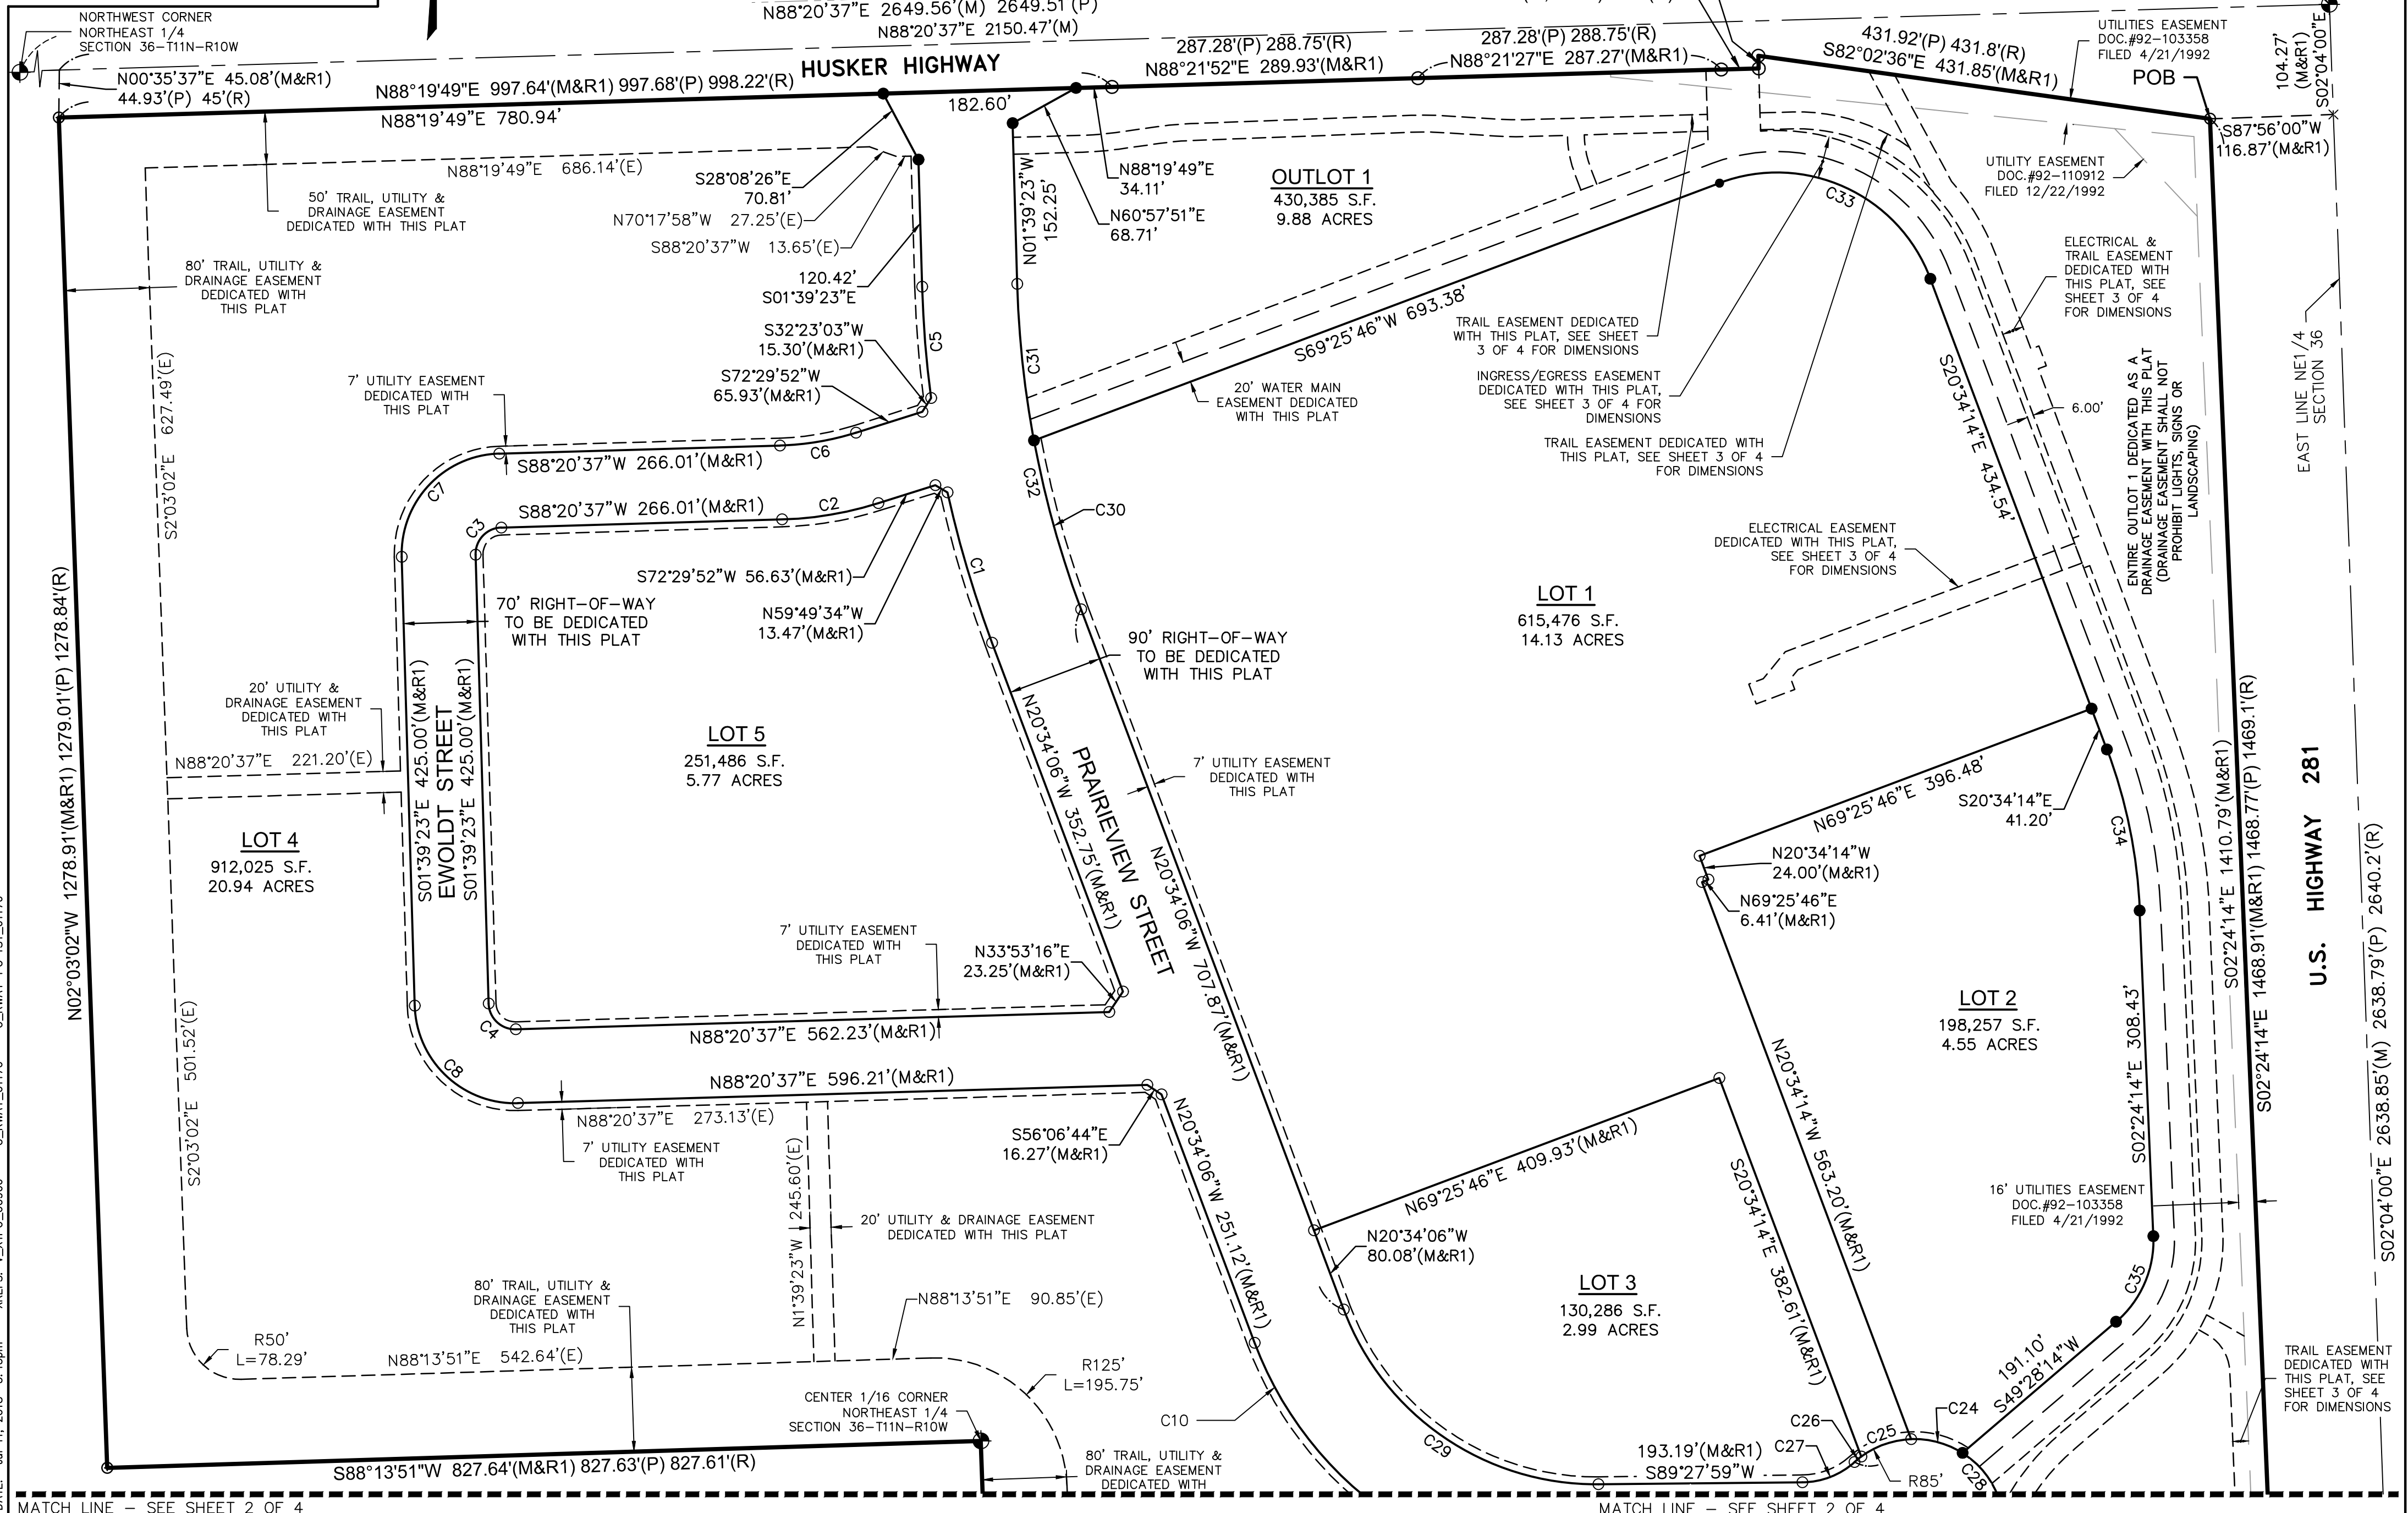 NORTHWEST CORNER
NORTHEAST 1/4
SECTION 36-T11N-R10W
N88°20'37"E 2649.56'(M) 2649.51'(P)
N88°20'37"E 2150.47'(M)
N00°35'37"E 45.08'(M&R1)
44.93'(P) 45'(R)
N88°19'49"E 997.64'(M&R1) 997.68'(P) 998.22'(R)
N88°19'49"E 780.94'
HUSKER HIGHWAY
182.60'
287.28'(P) 288.75'(R)
N88°21'52"E 289.93'(M&R1)
287.28'(P) 288.75'(R)
N88°21'27"E 287.27'(M&R1)
431.92'(P) 431.8'(R)
S82°02'36"E 431.85'(M&R1)
UTILITIES EASEMENT
DOC.#92-103358
FILED 4/21/1992
POB
104.27'
(M&R1)
S02°04'00"E
S87°56'00"W
116.87'(M&R1)
N88°19'49"E 686.14'(E)
50' TRAIL, UTILITY &
DRAINAGE EASEMENT
DEDICATED WITH THIS PLAT
80' TRAIL, UTILITY &
DRAINAGE EASEMENT
DEDICATED WITH
THIS PLAT
S28°08'26"E
70.81'
N70°17'58"W 27.25'(E)
S88°20'37"W 13.65'(E)
120.42'
S01°39'23"E
S32°23'03"W
15.30'(M&R1)
S72°29'52"W
65.93'(M&R1)
C5
N01°39'23"W
152.25'
N88°19'49"E
34.11'
N60°57'51"E
68.71'
OUTLOT 1
430,385 S.F.
9.88 ACRES
C33
UTILITY EASEMENT
DOC.#92-110912
FILED 12/22/1992
ELECTRICAL &
TRAIL EASEMENT
DEDICATED WITH
THIS PLAT, SEE
SHEET 3 OF 4
FOR DIMENSIONS
C31
S69°25'46"W 693.38'
20' WATER MAIN
EASEMENT DEDICATED
WITH THIS PLAT
TRAIL EASEMENT DEDICATED
WITH THIS PLAT, SEE SHEET
3 OF 4 FOR DIMENSIONS
INGRESS/EGRESS EASEMENT
DEDICATED WITH THIS PLAT,
SEE SHEET 3 OF 4 FOR
DIMENSIONS
TRAIL EASEMENT DEDICATED WITH
THIS PLAT, SEE SHEET 3 OF 4
FOR DIMENSIONS
S20°34'14"E 434.54'
6.00'
ENTIRE OUTLOT 1 DEDICATED AS A
DRAINAGE EASEMENT WITH THIS PLAT
(DRAINAGE EASEMENT SHALL NOT
PROHIBIT LIGHTS, SIGNS OR
LANDSCAPING)
EAST LINE NE1/4
SECTION 36
S2°03'02"E 627.49'(E)
7' UTILITY EASEMENT
DEDICATED WITH
THIS PLAT
S88°20'37"W 266.01'(M&R1)
C6
C7
C3
S88°20'37"W 266.01'(M&R1)
C2
C32
C30
C1
S72°29'52"W 56.63'(M&R1)
N59°49'34"W
13.47'(M&R1)
70' RIGHT-OF-WAY
TO BE DEDICATED
WITH THIS PLAT
90' RIGHT-OF-WAY
TO BE DEDICATED
WITH THIS PLAT
LOT 1
615,476 S.F.
14.13 ACRES
ELECTRICAL EASEMENT
DEDICATED WITH THIS PLAT,
SEE SHEET 3 OF 4
FOR DIMENSIONS
N02°03'02"W 1278.91'(M&R1) 1279.01'(P) 1278.84'(R)
20' UTILITY &
DRAINAGE EASEMENT
DEDICATED WITH
THIS PLAT
N88°20'37"E 221.20'(E)
LOT 4
912,025 S.F.
20.94 ACRES
S01°39'23"E 425.00'(M&R1)
EWOLDT STREET
S01°39'23"E 425.00'(M&R1)
LOT 5
251,486 S.F.
5.77 ACRES
N20°34'06"W 352.75'(M&R1)
PRAIRIEVIEW STREET
7' UTILITY EASEMENT
DEDICATED WITH
THIS PLAT
N20°34'06"W 707.87'(M&R1)
N69°25'46"E 396.48'
S20°34'14"E
41.20'
C34
N20°34'14"W
24.00'(M&R1)
N69°25'46"E
6.41'(M&R1)
S02°24'14"E 1410.79'(M&R1)
S02°24'14"E 1468.91'(M&R1) 1468.77'(P) 1469.1'(R)
U.S. HIGHWAY 281
S02°04'00"E 2638.85'(M) 2638.79'(P) 2640.2'(R)
7' UTILITY EASEMENT
DEDICATED WITH
THIS PLAT
N33°53'16"E
23.25'(M&R1)
C4
N88°20'37"E 562.23'(M&R1)
C8
N88°20'37"E 596.21'(M&R1)
N88°20'37"E 273.13'(E)
7' UTILITY EASEMENT
DEDICATED WITH
THIS PLAT
S56°06'44"E
16.27'(M&R1)
LOT 2
198,257 S.F.
4.55 ACRES
S02°24'14"E 308.43'
N20°34'14"W 563.20'(M&R1)
S2°03'02"E 501.52'(E)
N1°39'23"W 245.60'(E)
20' UTILITY & DRAINAGE EASEMENT
DEDICATED WITH THIS PLAT
N20°34'06"W 251.12'(M&R1)
N69°25'46"E 409.93'(M&R1)
N20°34'06"W
80.08'(M&R1)
S20°34'14"E 382.61'(M&R1)
16' UTILITIES EASEMENT
DOC.#92-103358
FILED 4/21/1992
LOT 3
130,286 S.F.
2.99 ACRES
C35
80' TRAIL, UTILITY &
DRAINAGE EASEMENT
DEDICATED WITH
THIS PLAT
N88°13'51"E 90.85'(E)
R50'
L=78.29'
N88°13'51"E 542.64'(E)
R125'
L=195.75'
CENTER 1/16 CORNER
NORTHEAST 1/4
SECTION 36-T11N-R10W
C10
C29
C26
C27
C25
C24
193.19'(M&R1)
S89°27'59"W
R85'
C28
191.10'
S49°28'14"W
TRAIL EASEMENT
DEDICATED WITH
THIS PLAT, SEE
SHEET 3 OF 4
FOR DIMENSIONS
80' TRAIL, UTILITY &
DRAINAGE EASEMENT
DEDICATED WITH
S88°13'51"W 827.64'(M&R1) 827.63'(P) 827.61'(R)
MATCH LINE - SEE SHEET 2 OF 4
MATCH LINE - SEE SHEET 2 OF 4